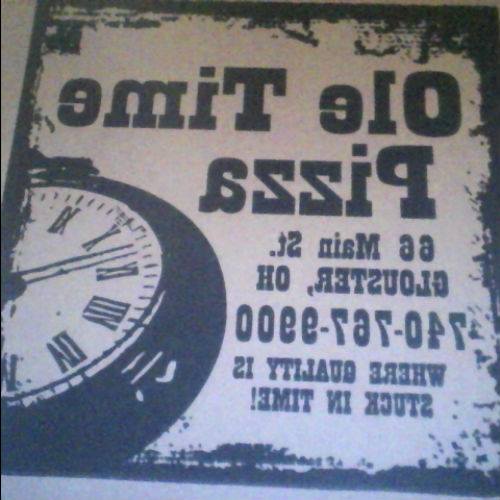 Ole Time
Pizza
66 Main St.
GLOUSTER, OH
740-767-9900
WHERE QUALITY IS
STUCK IN TIME!